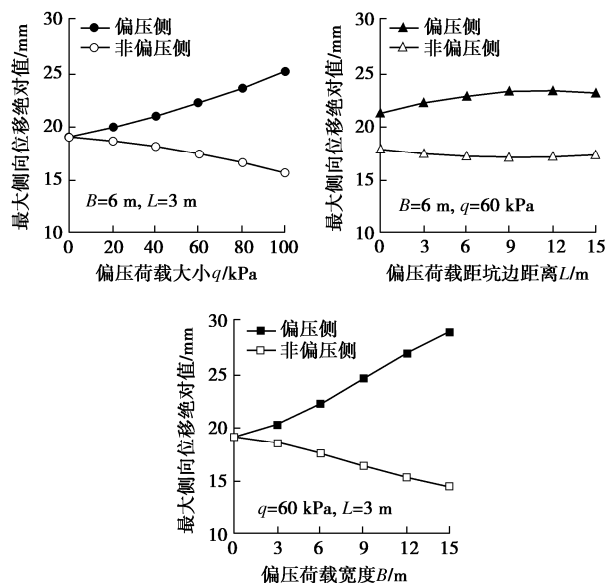 偏压侧
非偏压侧
最大侧向位移绝对值/mm
30
25
20
15
10
B=6 m, L=3 m
0 20 40 60 80 100
偏压荷载大小q/kPa
偏压侧
非偏压侧
最大侧向位移绝对值/mm
30
25
20
15
10
B=6 m, q=60 kPa
0 3 6 9 12 15
偏压荷载距坑边距离L/m
偏压侧
非偏压侧
最大侧向位移绝对值/mm
30
25
20
15
10
q=60 kPa, L=3 m
0 3 6 9 12 15
偏压荷载宽度B/m